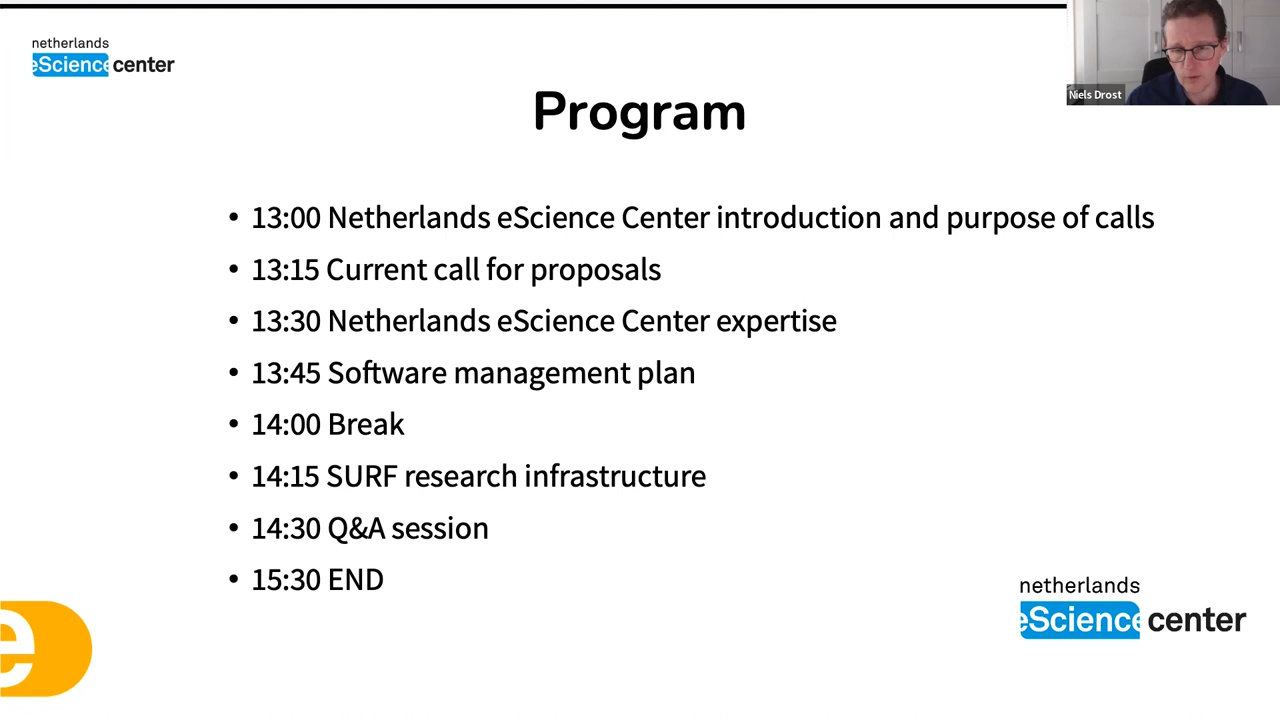 netherlands
eScience center
Niels Drost
Program
• 13:00 Netherlands eScience Center introduction and purpose of calls
• 13:15 Current call for proposals
• 13:30 Netherlands eScience Center expertise
• 13:45 Software management plan
• 14:00 Break
• 14:15 SURF research infrastructure
• 14:30 Q&A session
• 15:30 END
netherlands
eScience center
e